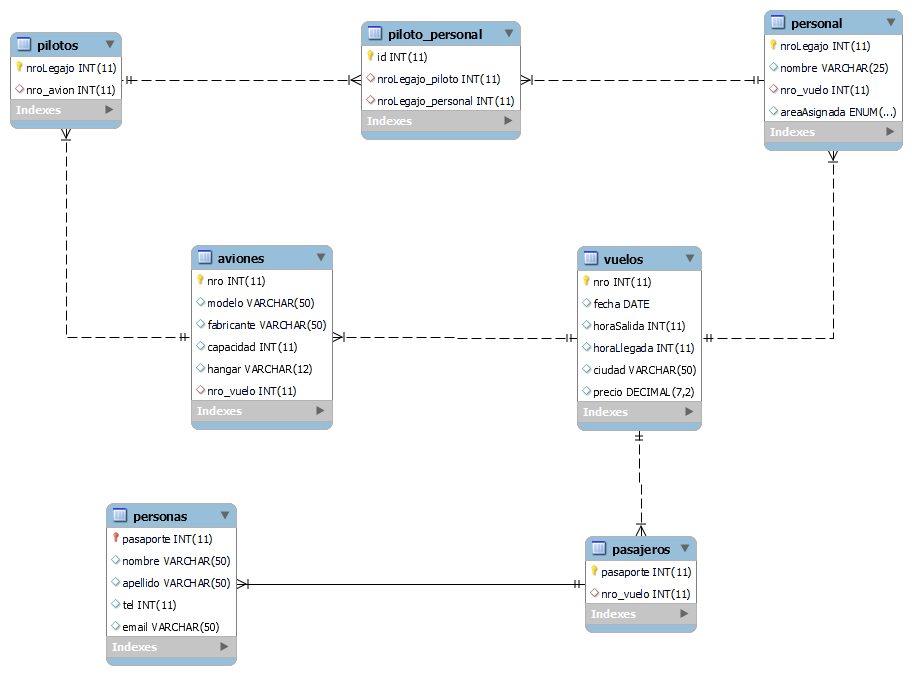 pilotos
nroLegajo INT(11)
nro_avion INT(11)
Indexes
piloto_personal
id INT(11)
nroLegajo_piloto INT(11)
nroLegajo_personal INT(11)
Indexes
personal
nroLegajo INT(11)
nombre VARCHAR(25)
nro_vuelo INT(11)
areaAsignada ENUM(...)
Indexes
aviones
nro INT(11)
modelo VARCHAR(50)
fabricante VARCHAR(50)
capacidad INT(11)
hangar VARCHAR(12)
nro_vuelo INT(11)
Indexes
vuelos
nro INT(11)
fecha DATE
horaSalida INT(11)
horaLlegada INT(11)
ciudad VARCHAR(50)
precio DECIMAL(7,2)
Indexes
personas
pasaporte INT(11)
nombre VARCHAR(50)
apellido VARCHAR(50)
tel INT(11)
email VARCHAR(50)
Indexes
pasajeros
pasaporte INT(11)
nro_vuelo INT(11)
Indexes